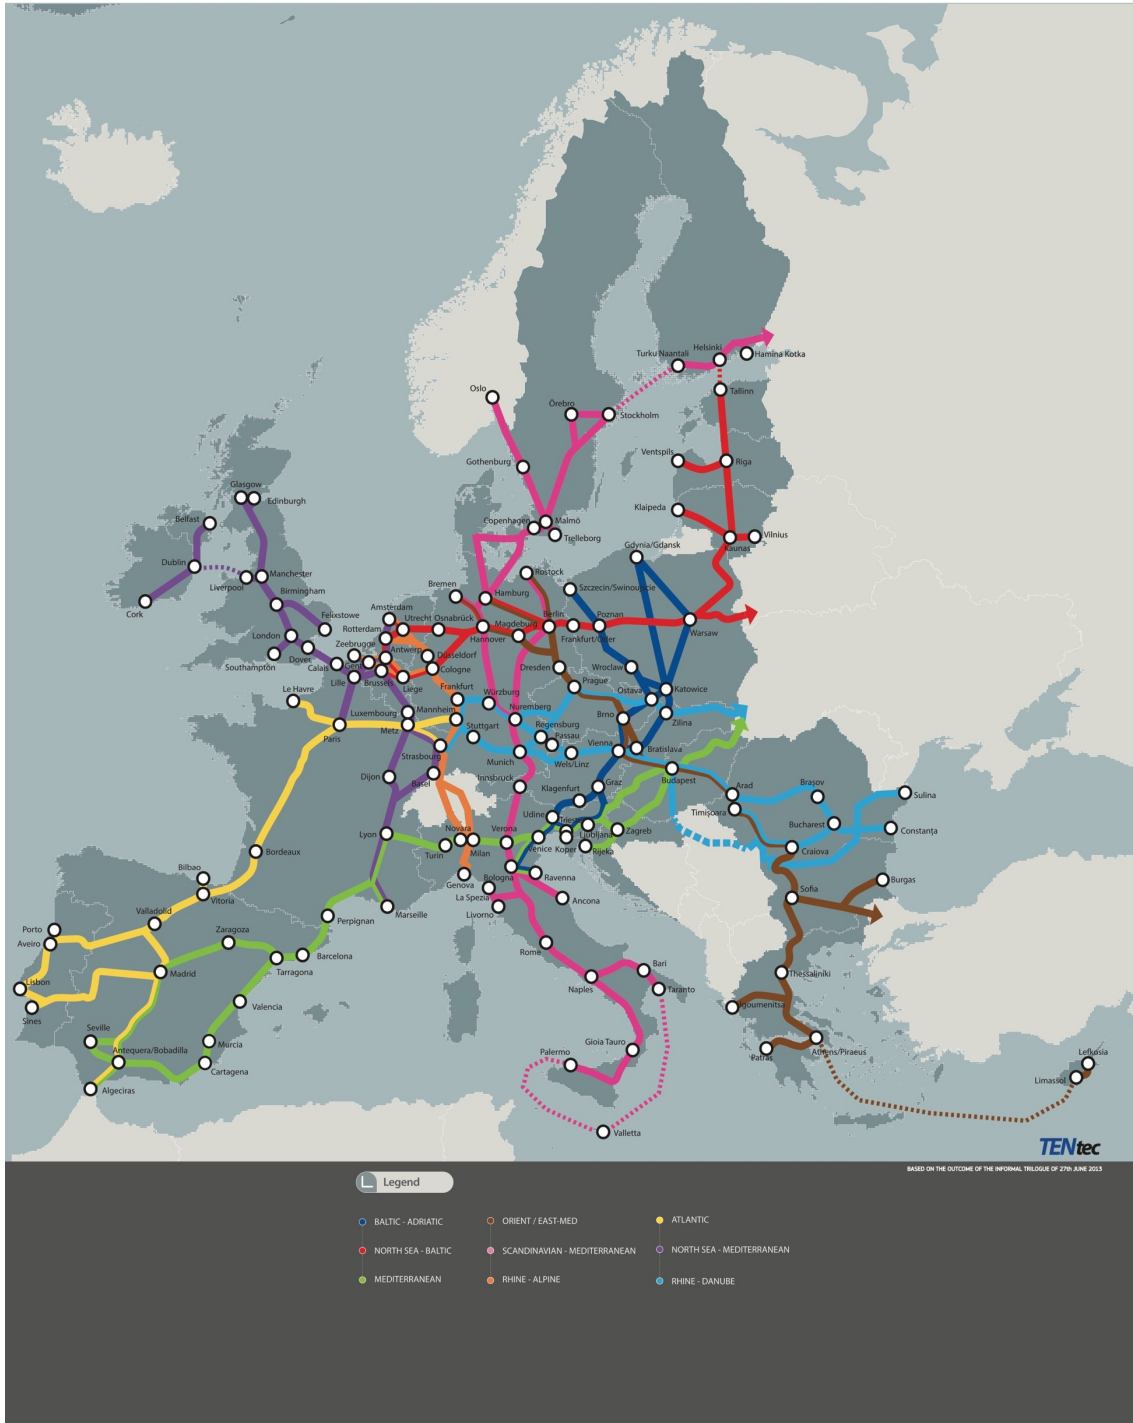 Helsinki
Turku Naantali
Hamina Kotka
Oslo
Tallinn
Örebro
Stockholm
Ventspils
Riga
Gothenburg
Glasgow
Edinburgh
Klaipeda
Belfast
Copenhagen
Malmö
Trelleborg
Vilnius
Kaunas
Gdynia/Gdansk
Dublin
Manchester
Liverpool
Rostock
Bremen
Szczecin/Swinoujscie
Birmingham
Hamburg
Cork
Felixstowe
Amsterdam
Utrecht
Osnabrück
Magdeburg
Berlin
Poznan
Rotterdam
Hannover
Frankfurt/Oder
Warsaw
London
Zeebrugge
Dover
Antwerp
Düsseldorf
Southampton
Calais
Gent
Cologne
Dresden
Wroclaw
Lille
Brussels
Liege
Prague
Le Havre
Frankfurt
Würzburg
Ostava
Katowice
Luxembourg
Mannheim
Nuremberg
Metz
Brno
Zilina
Stuttgart
Regensburg
Paris
Passau
Vienna
Bratislava
Strasbourg
Munich
Wels/Linz
Dijon
Basel
Innsbruck
Budapest
Klagenfurt
Graz
Arad
Braşov
Sulina
Timişoara
Udine
Trieste
Bucharest
Constanţa
Lyon
Novara
Verona
Ljubljana
Zagreb
Turin
Milan
Venice
Koper
Rijeka
Craiova
Bordeaux
Bilbao
Genova
Bologna
Ravenna
Burgas
Vitoria
La Spezia
Ancona
Sofia
Valladolid
Marseille
Livorno
Perpignan
Porto
Zaragoza
Aveiro
Rome
Barcelona
Tarragona
Madrid
Bari
Thessaliniki
Lisbon
Naples
Taranto
Valencia
Igoumenitsa
Sines
Seville
Murcia
Gioia Tauro
Palermo
Patras
Athens/Piraeus
Antequera/Bobadilla
Lefkosia
Cartagena
Limassol
Algeciras
Valletta
TENtec
BASED ON THE OUTCOME OF THE INFORMAL TRILOGUE OF 27th JUNE 2013
Legend
BALTIC - ADRIATIC
ORIENT / EAST-MED
ATLANTIC
NORTH SEA - BALTIC
SCANDINAVIAN - MEDITERRANEAN
NORTH SEA - MEDITERRANEAN
MEDITERRANEAN
RHINE - ALPINE
RHINE - DANUBE